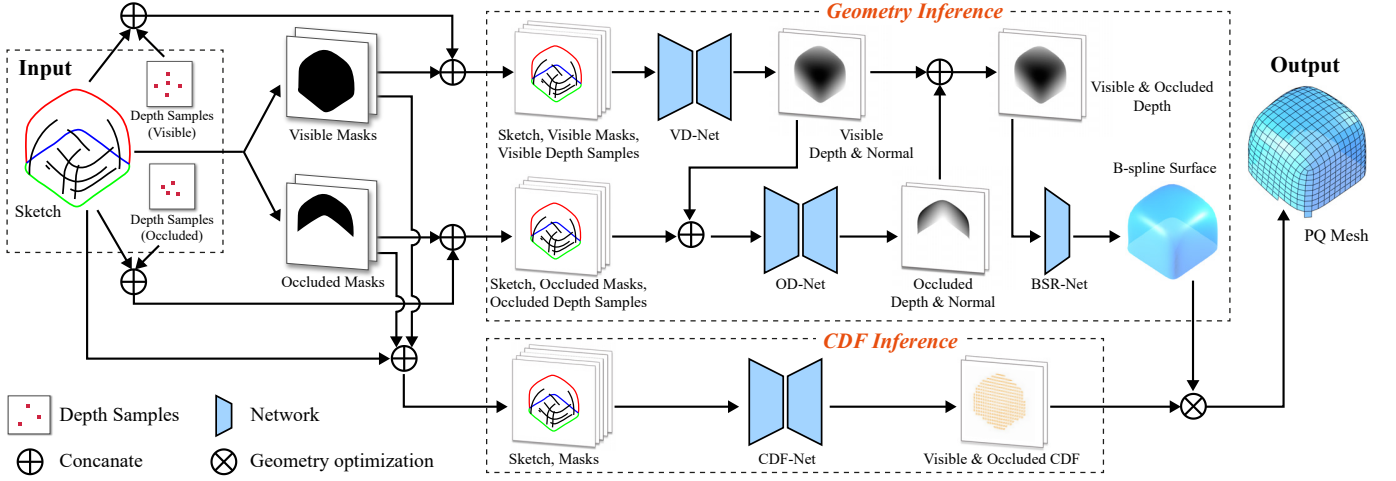 Geometry Inference
Input
Depth Samples
(Visible)
Sketch
Depth Samples
(Occluded)
Visible Masks
Occluded Masks
Sketch, Visible Masks,
Visible Depth Samples
VD-Net
Visible
Depth & Normal
Visible & Occluded
Depth
Sketch, Occluded Masks,
Occluded Depth Samples
OD-Net
Occluded
Depth & Normal
BSR-Net
B-spline Surface
Output
PQ Mesh
CDF Inference
Sketch, Masks
CDF-Net
Visible & Occluded CDF
Depth Samples
Network
Concanate
Geometry optimization